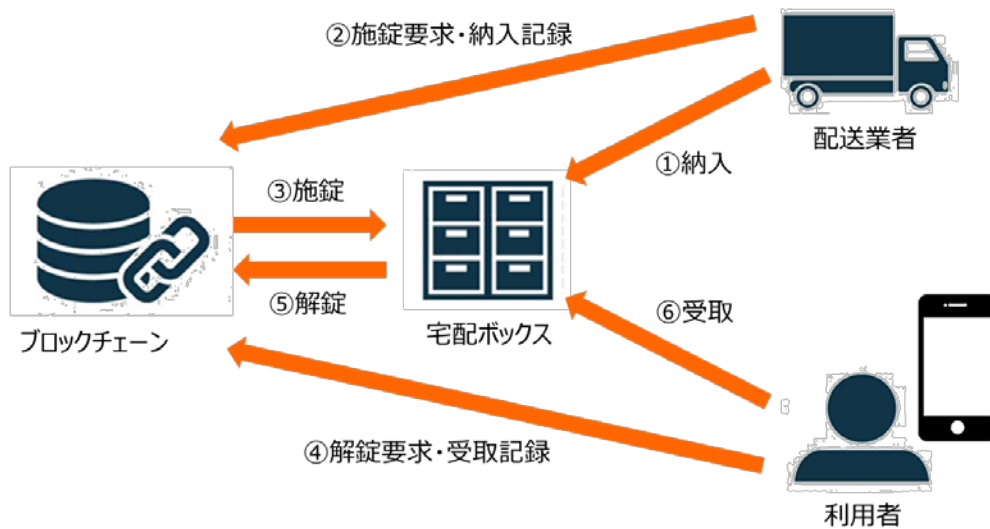 ②施錠要求・納入記録
配送業者
①納入
③施錠
⑤解錠
ブロックチェーン
宅配ボックス
⑥受取
④解錠要求・受取記録
利用者